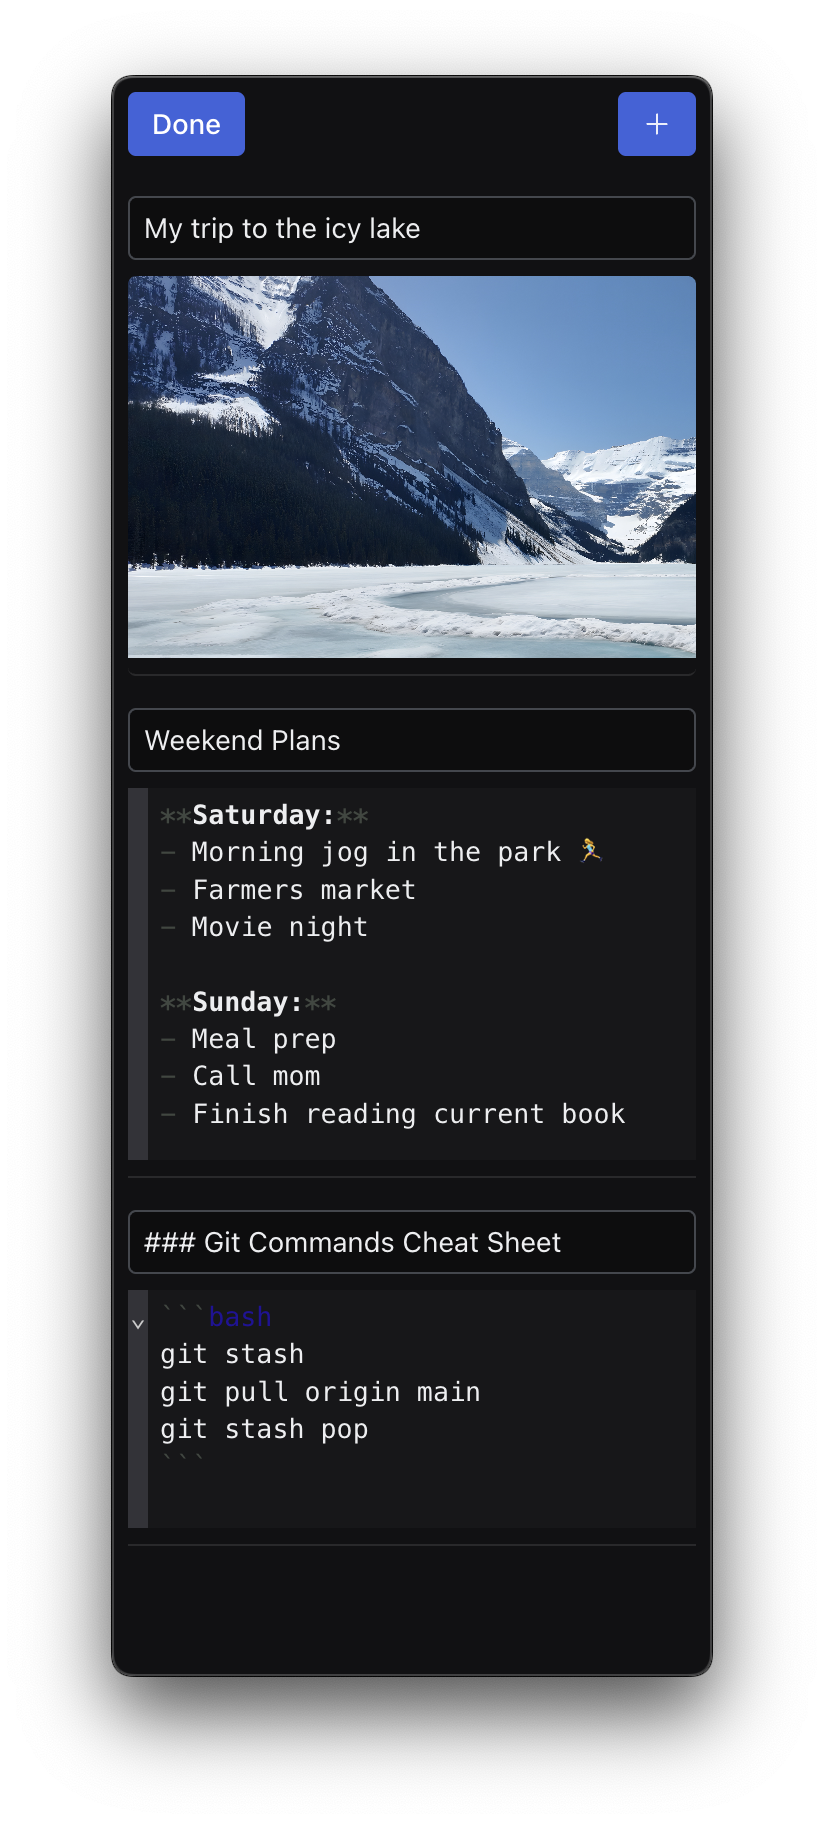 Done
+
My trip to the icy lake
Weekend Plans
**Saturday:**
- Morning jog in the park 🏃‍♀️
- Farmers market
- Movie night
**Sunday:**
- Meal prep
- Call mom
- Finish reading current book
### Git Commands Cheat Sheet
```bash
git stash
git pull origin main
git stash pop
```